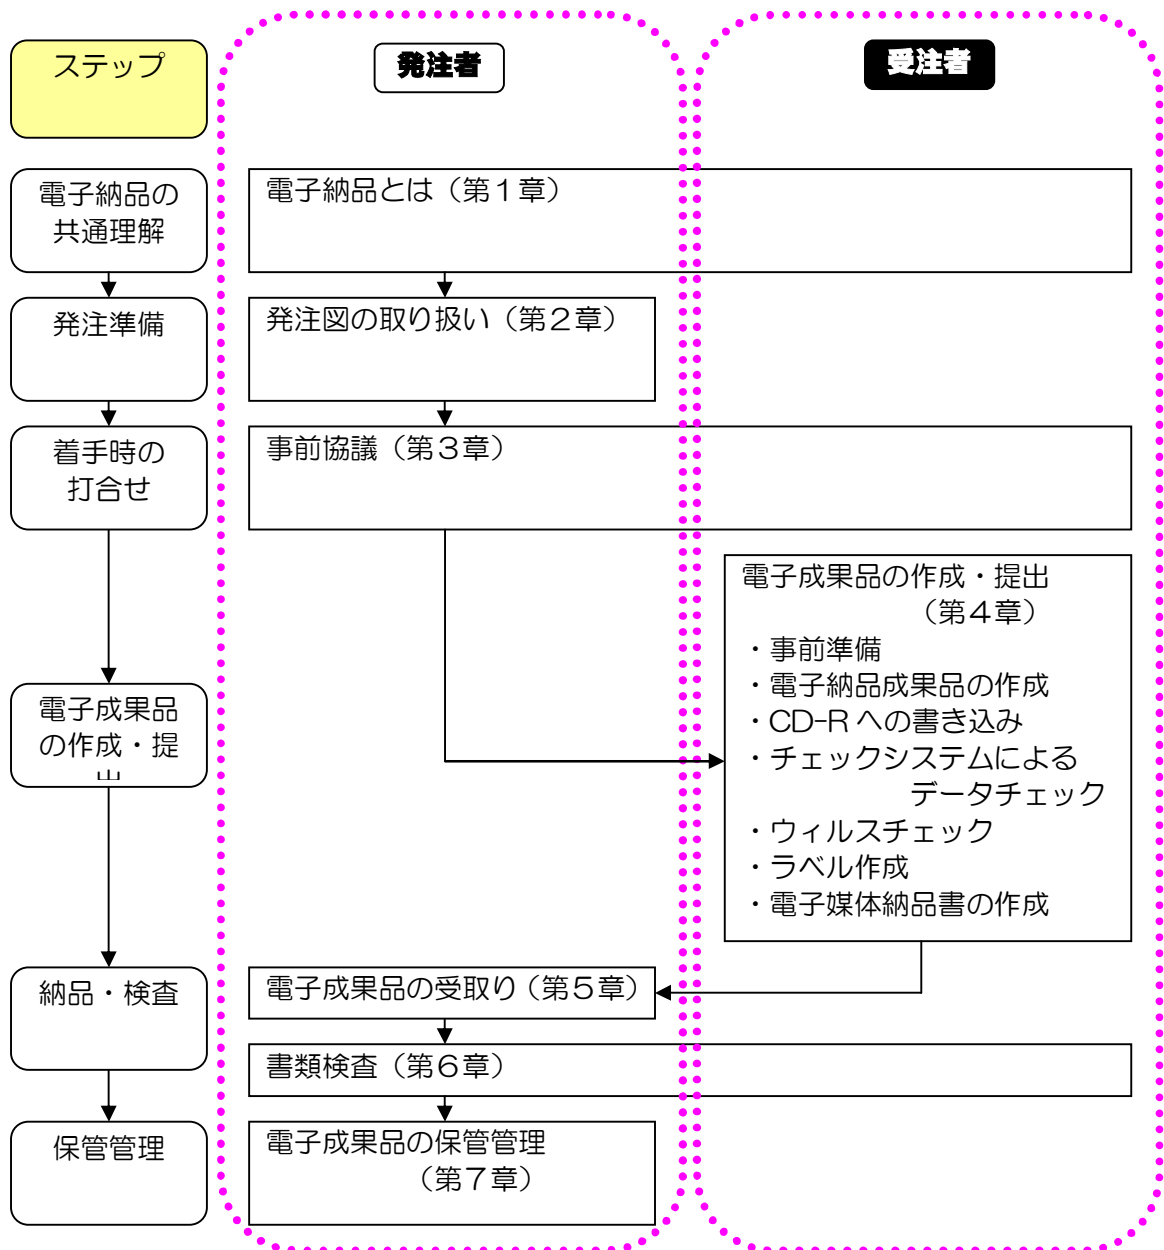 ステップ
発注者
受注者
電子納品の
共通理解
電子納品とは（第１章）
発注準備
発注図の取り扱い（第２章）
着手時の
打合せ
事前協議（第３章）
電子成果品の作成・提出
（第４章）
・事前準備
・電子納品成果品の作成
・CD-R への書き込み
・チェックシステムによる
データチェック
・ウィルスチェック
・ラベル作成
・電子媒体納品書の作成
電子成果品
の作成・提
出
納品・検査
電子成果品の受取り（第５章）
書類検査（第６章）
保管管理
電子成果品の保管管理
（第７章）